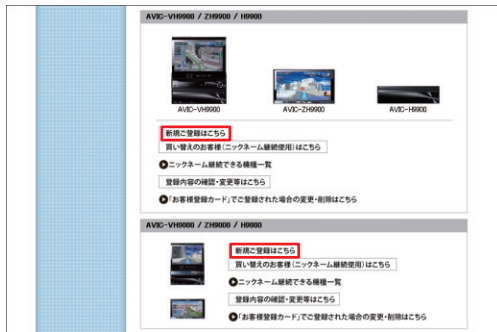 AVIC-VH9900 / ZH9900 / H9900
AVIC-VH9900
AVIC-ZH9900
AVIC-H9900
新規ご登録はこちら
買い替えのお客様(ニックネーム継続使用)はこちら
ニックネーム継続できる機種一覧
登録内容の確認・変更等はこちら
「お客様登録カード」でご登録された場合の変更・削除はこちら
AVIC-VH9000 / ZH9000 / H9000
新規ご登録はこちら
買い替えのお客様(ニックネーム継続使用)はこちら
ニックネーム継続できる機種一覧
登録内容の確認・変更等はこちら
「お客様登録カード」でご登録された場合の変更・削除はこちら